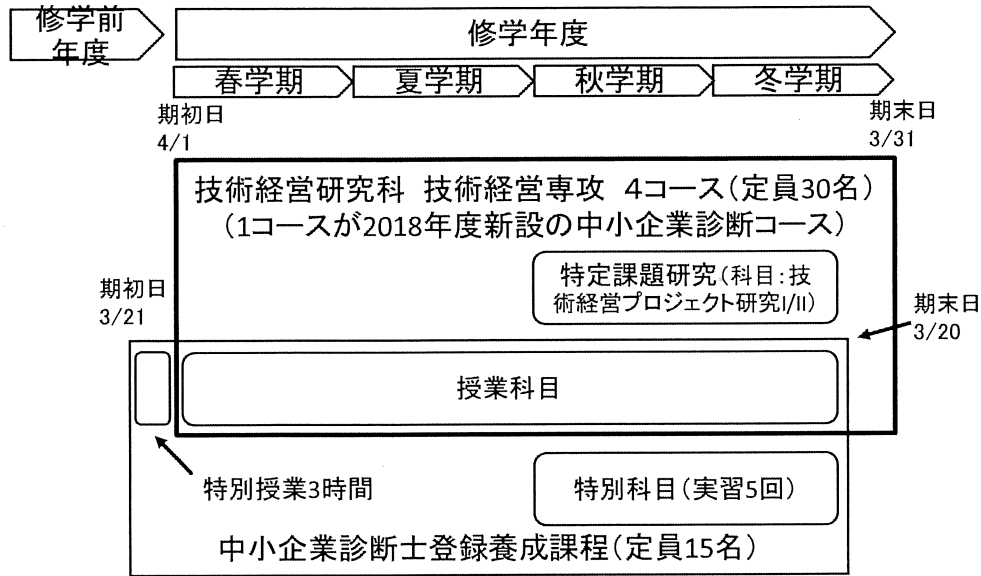 修学前
年度
修学年度
春学期
夏学期
秋学期
冬学期
期初日
4/1
期末日
3/31
技術経営研究科 技術経営専攻 4コース(定員30名)
(1コースが2018年度新設の中小企業診断コース)
特定課題研究(科目:技
術経営プロジェクト研究I/II)
期初日
3/21
期末日
3/20
授業科目
特別授業3時間
特別科目(実習5回)
中小企業診断士登録養成課程(定員15名)